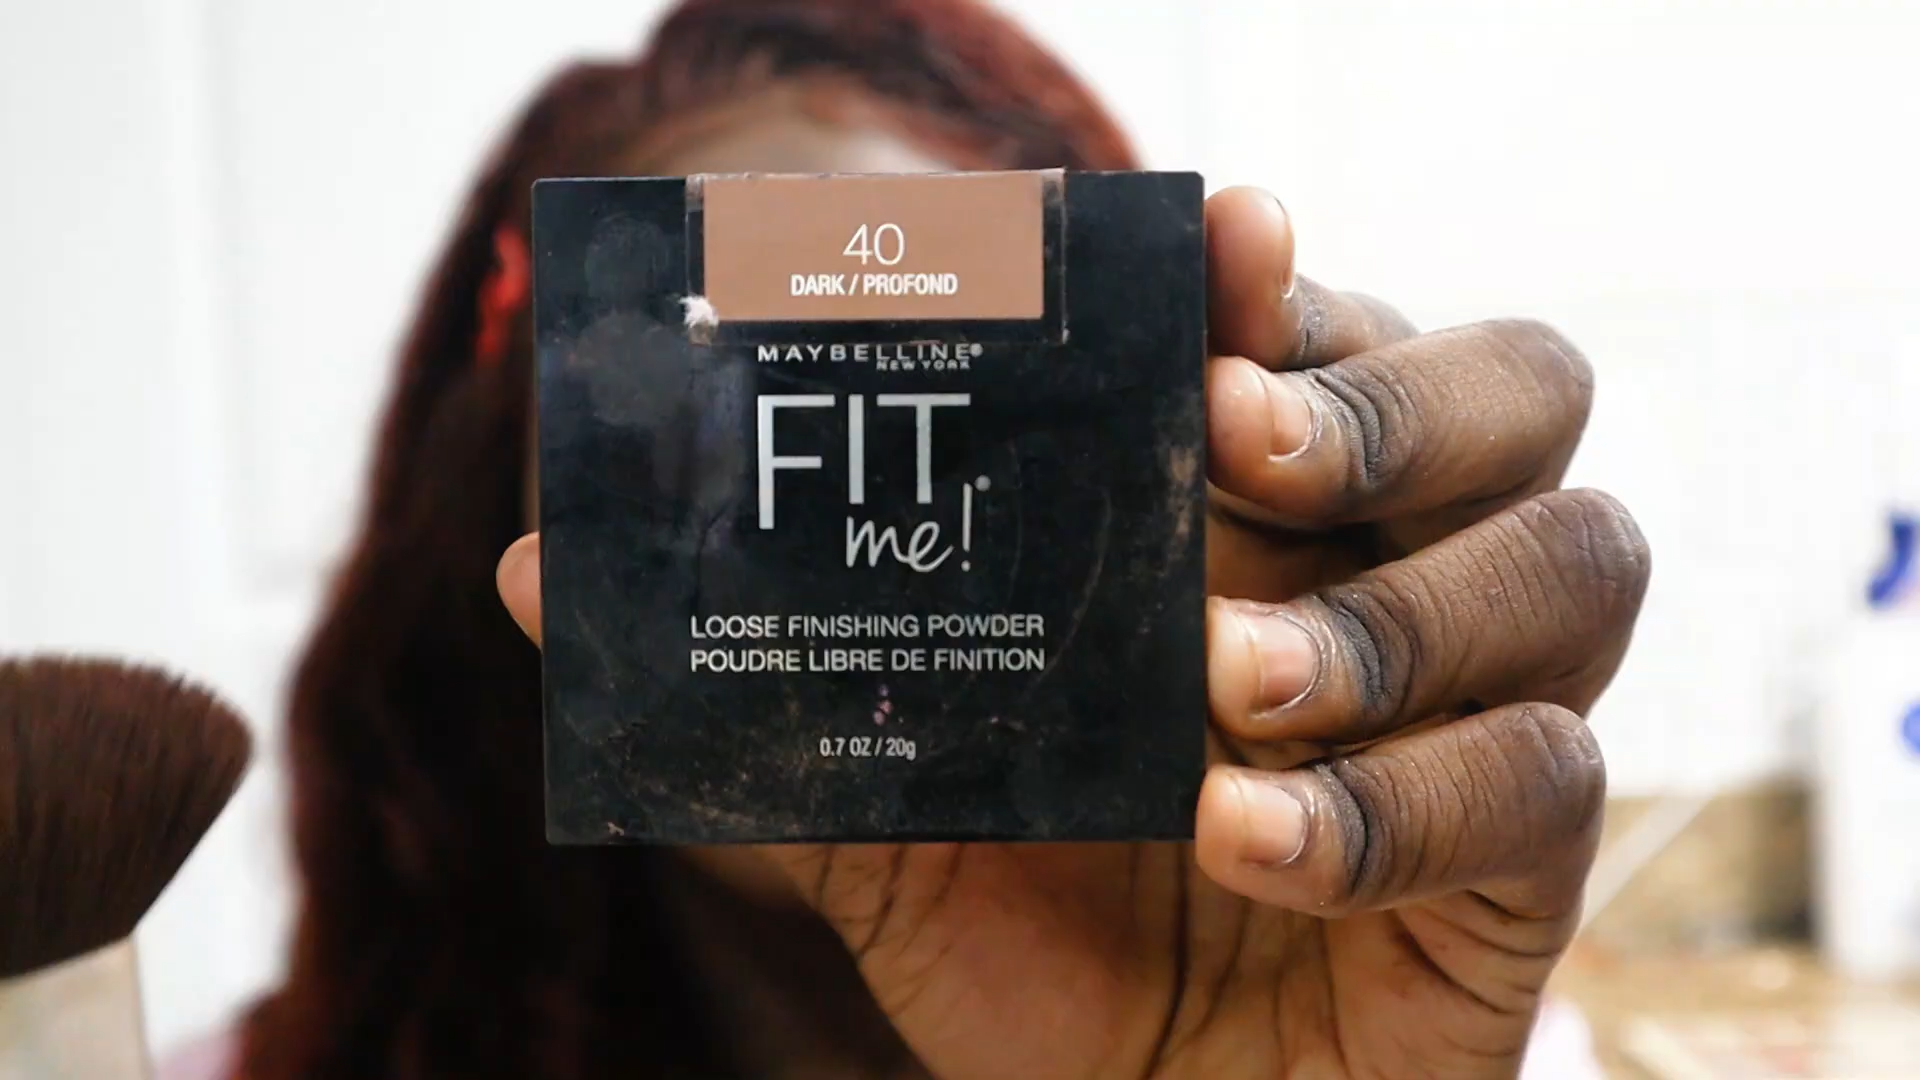 40
DARK / PROFOND
MAYBELLINE®
NEW YORK
FIT
me!
LOOSE FINISHING POWDER
POUDRE LIBRE DE FINITION
0.7 OZ / 20g